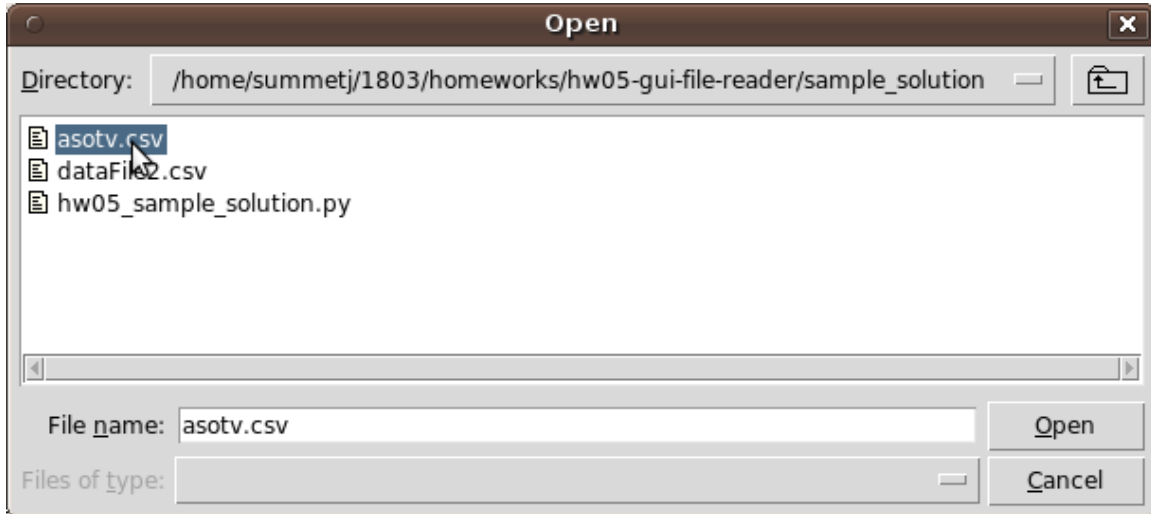 Open
Directory: /home/summetj/1803/homeworks/hw05-gui-file-reader/sample_solution
asotv.csv
dataFile2.csv
hw05_sample_solution.py
File name: asotv.csv Open
Files of type: Cancel